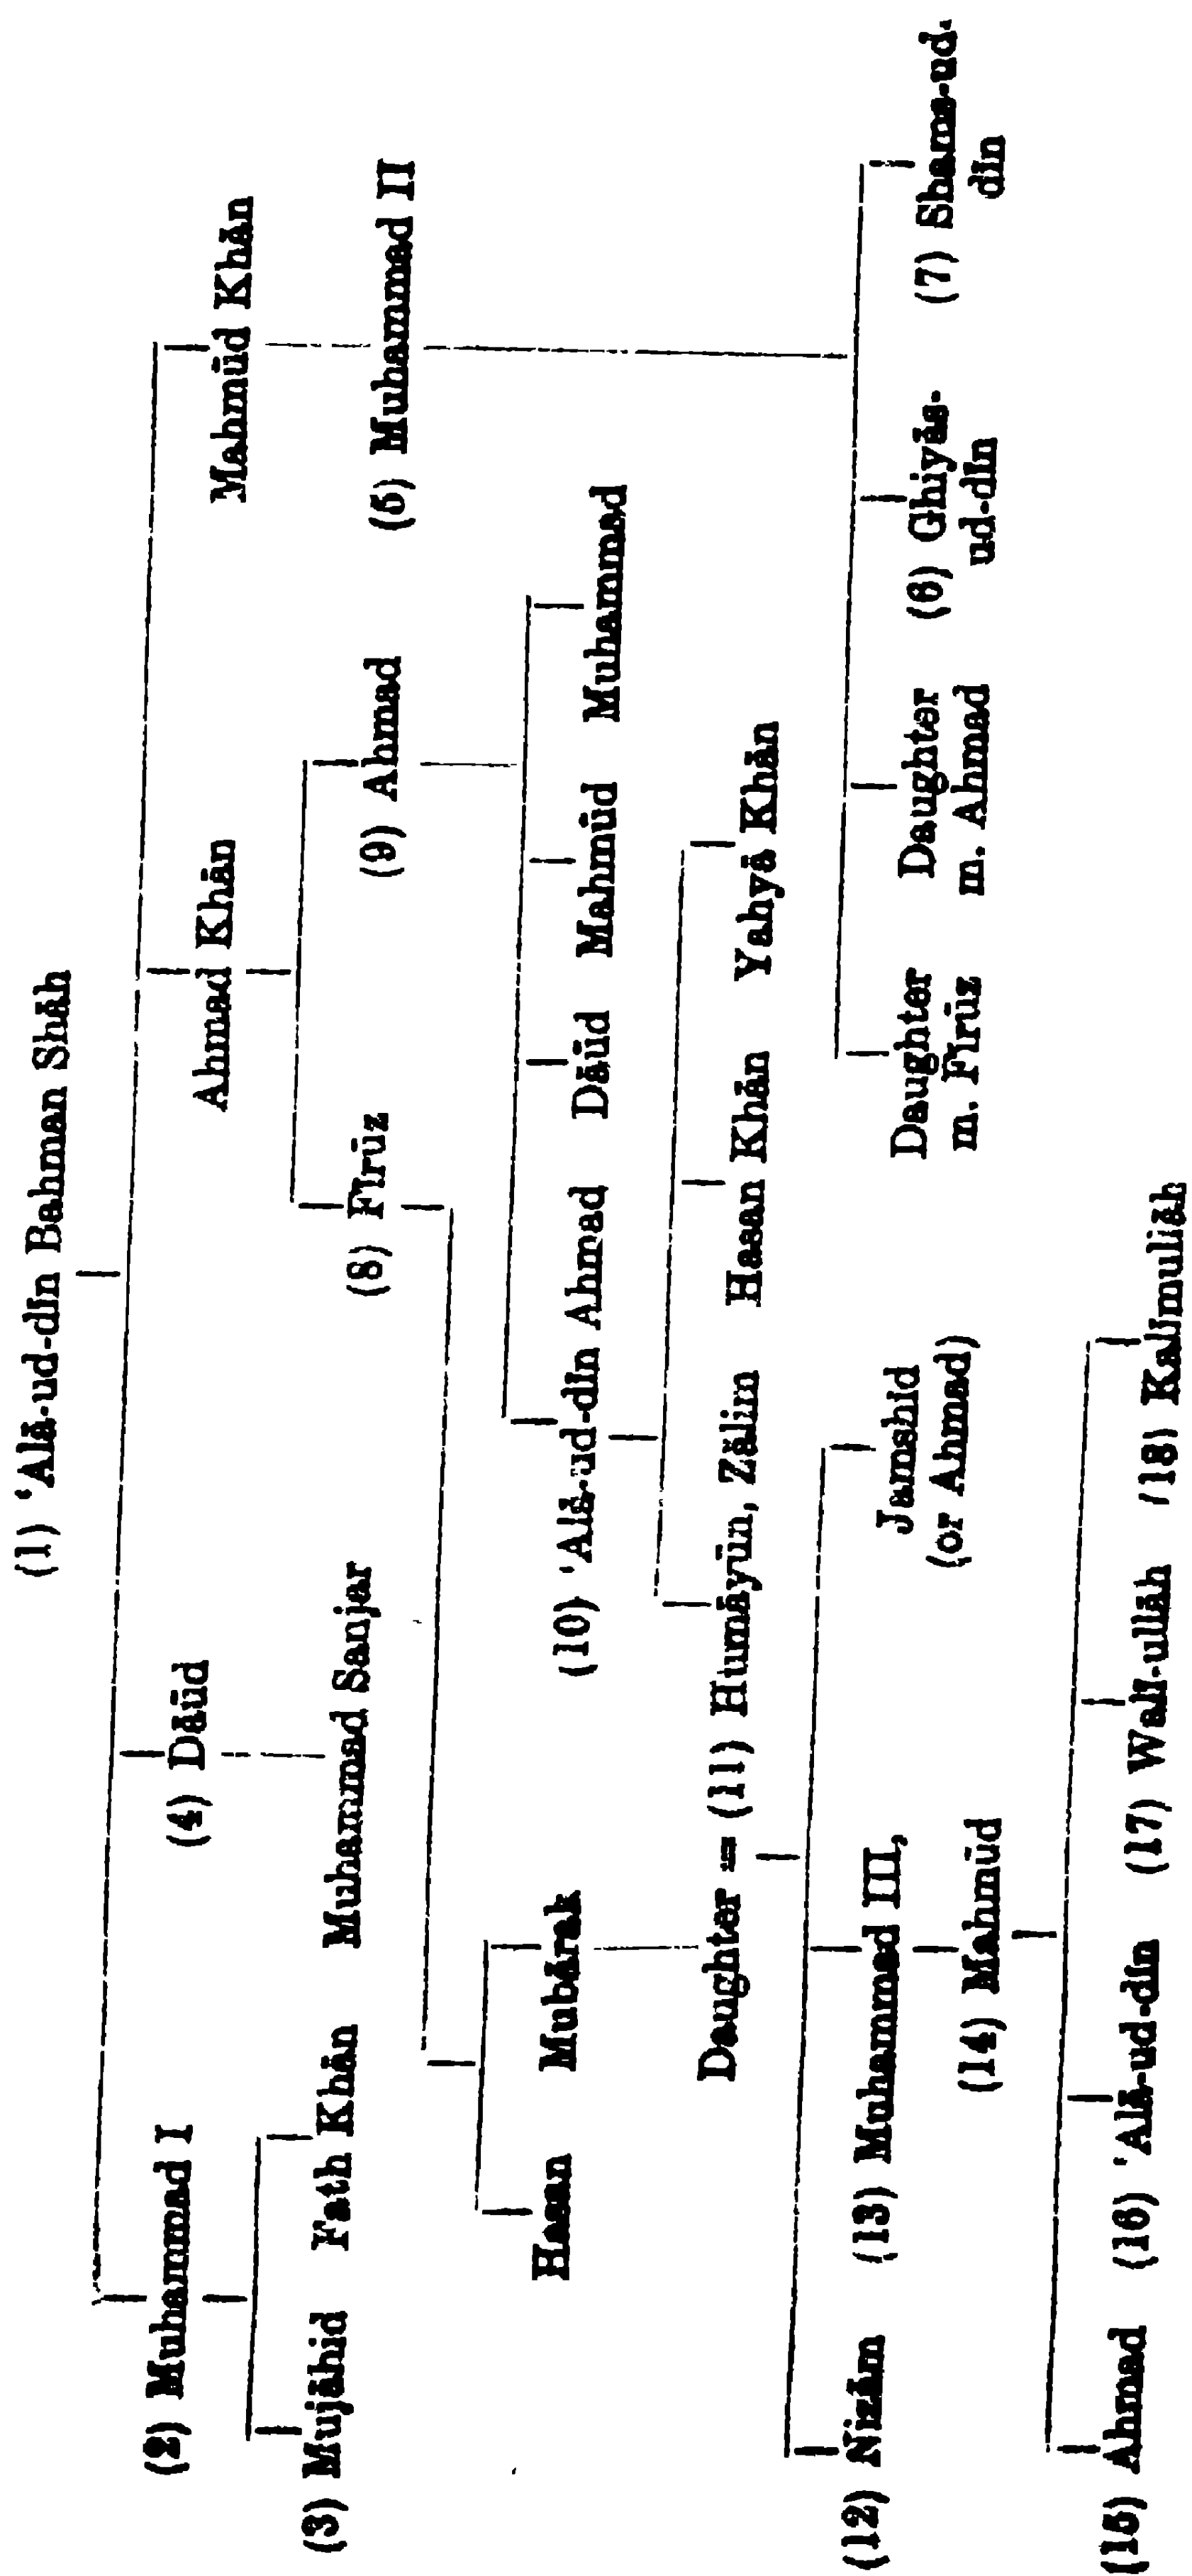 (1) 'Alā-ud-dīn Bahman Shāh
(2) Muhammad I
(4) Dāūd
Ahmad Khān
Mahmūd Khān
(3) Mujāhid
Fath Khān
Muhammad Sanjar
(8) Fīrūz
(9) Ahmad
(5) Muhammad II
Hasan
Mubārak
(10) 'Alā-ud-dīn Ahmad
Dāūd
Mahmūd
Muhammad
Daughter = (11) Humāyūn, Zālim
Hasan Khān
Yahyā Khān
(12) Nizām
(13) Muhammad III,
Jamshid
(or Ahmad)
Daughter
m. Fīrūz
Daughter
m. Ahmad
(6) Ghiyās-
ud-dīn
(7) Shams-ud-
dīn
(14) Mahmūd
(15) Ahmad
(16) 'Alā-ud-dīn
(17) Walī-ullāh
(18) Kalīmullāh